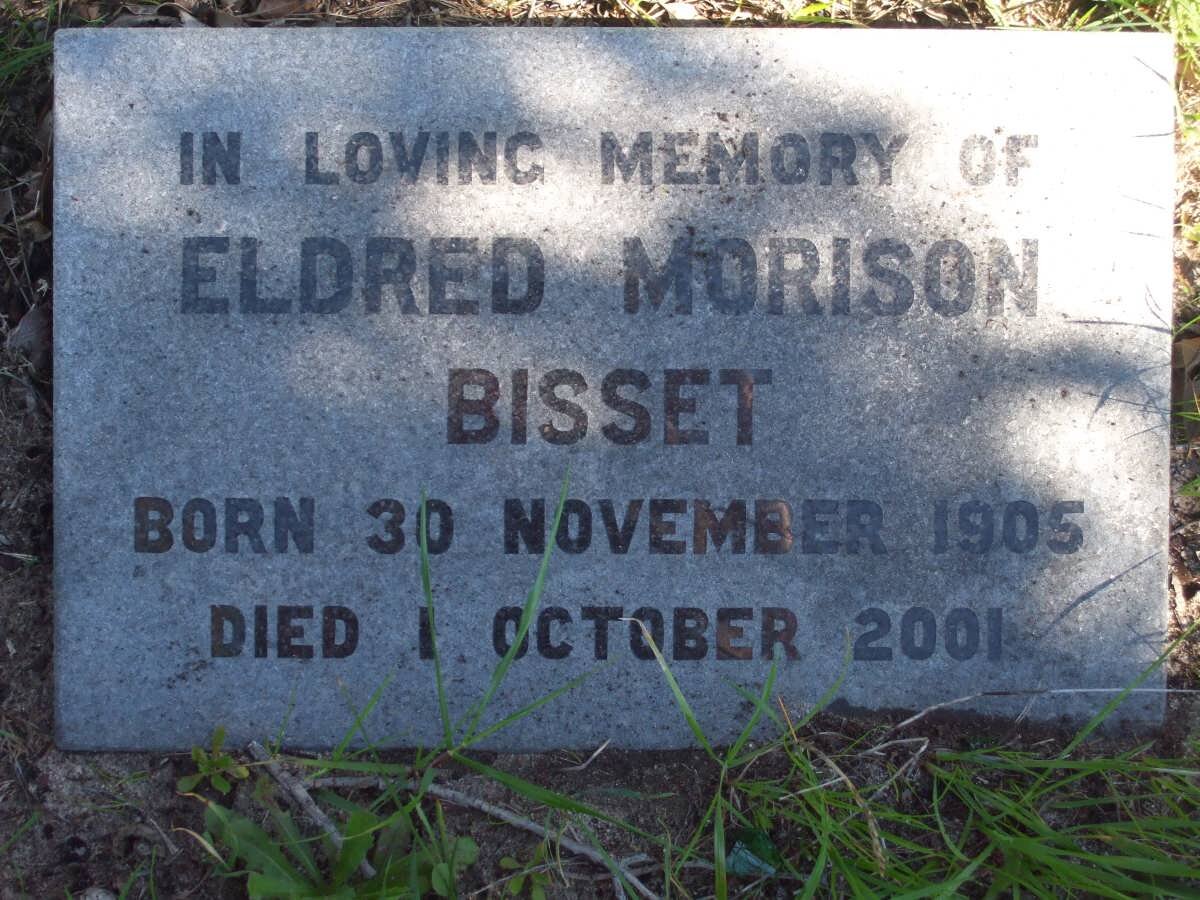 IN LOVING MEMORY OF
ELDRED MORISON
BISSET
BORN 30 NOVEMBER 1905
DIED 1 OCTOBER 2001